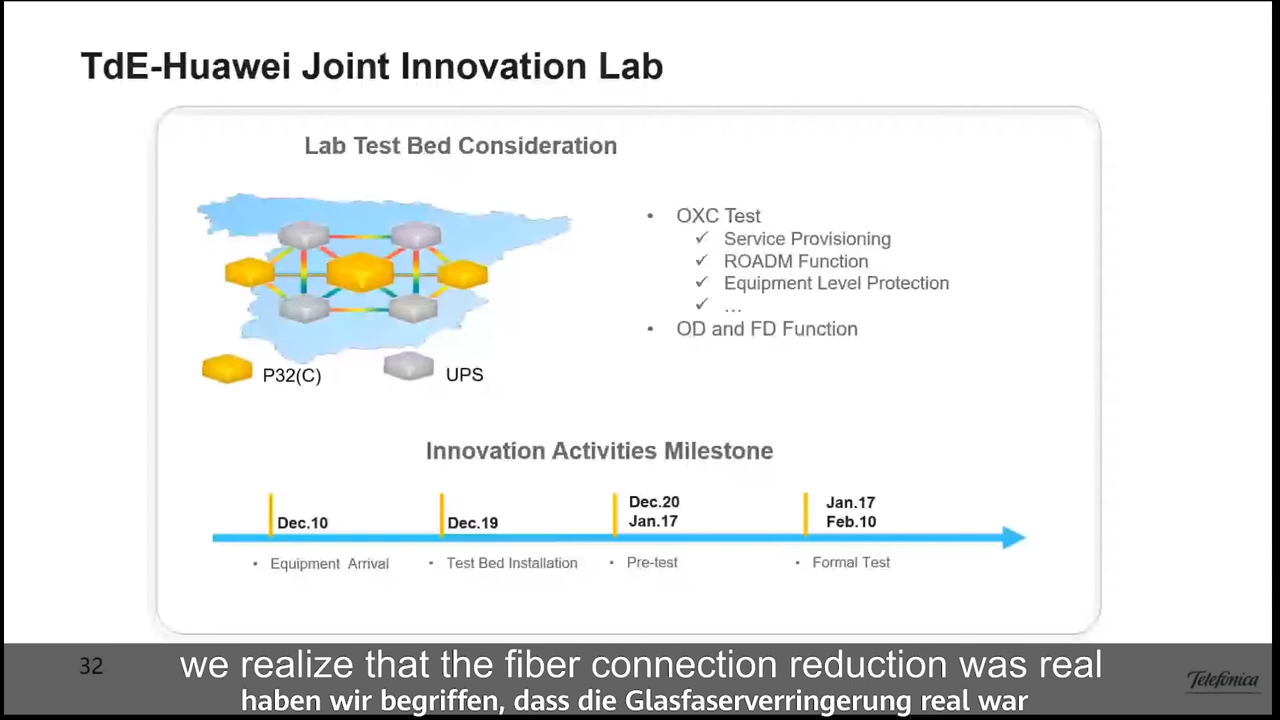 TdE-Huawei Joint Innovation Lab
Lab Test Bed Consideration
P32(C)
UPS
• OXC Test
✓ Service Provisioning
✓ ROADM Function
✓ Equipment Level Protection
✓ ...
• OD and FD Function
Innovation Activities Milestone
Dec.10
Dec.19
Dec.20
Jan.17
Jan.17
Feb.10
• Equipment Arrival
• Test Bed Installation
• Pre-test
• Formal Test
32
we realize that the fiber connection reduction was real
haben wir begriffen, dass die Glasfaserverringerung real war
Telefónica